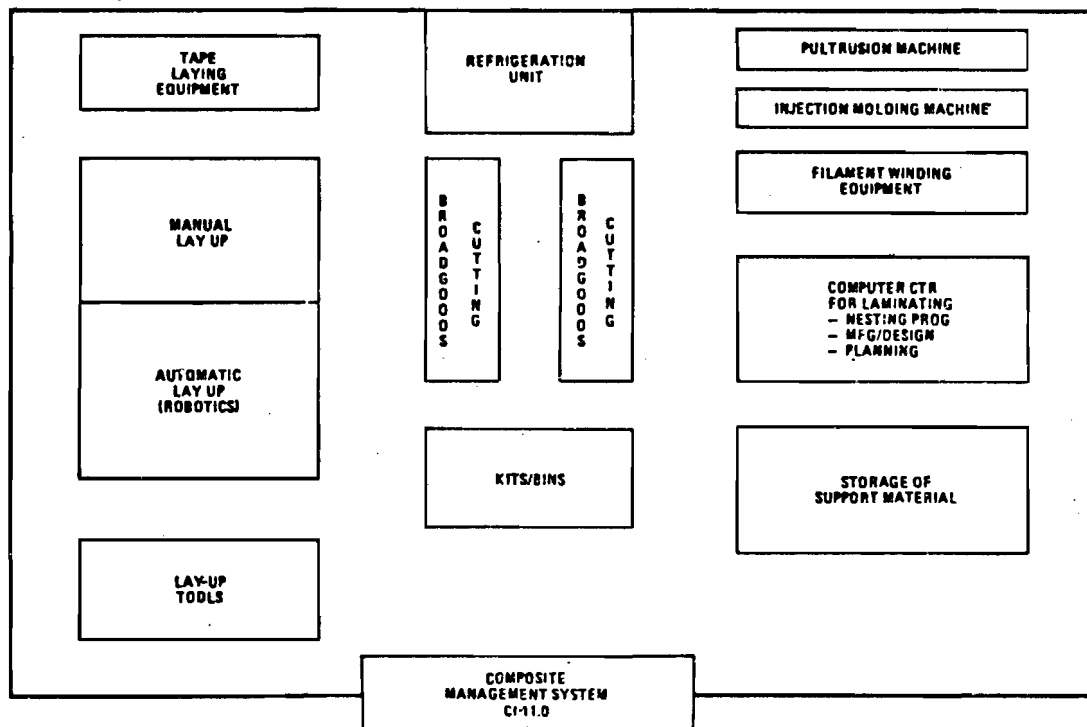 TAPE
LAYING
EQUIPMENT
MANUAL
LAY UP
AUTOMATIC
LAY UP
(ROBOTICS)
LAY-UP
TOOLS
REFRIGERATION
UNIT
BROADGOODS
CUTTING
BROADGOODS
CUTTING
KITS/BINS
PULTRUSION MACHINE
INJECTION MOLDING MACHINE
FILAMENT WINDING
EQUIPMENT
COMPUTER CTR
FOR LAMINATING
– NESTING PROG
– MFG/DESIGN
– PLANNING
STORAGE OF
SUPPORT MATERIAL
COMPOSITE
MANAGEMENT SYSTEM
CI-11.0